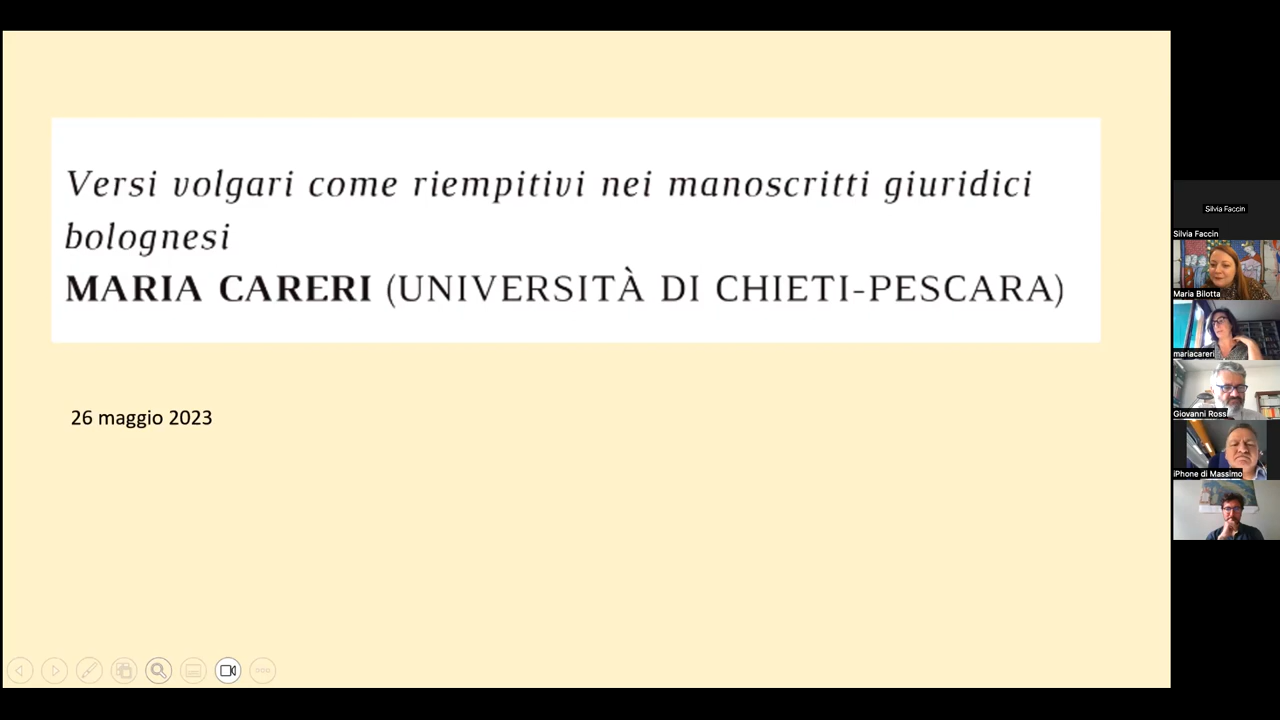 Versi volgari come riempitivi nei manoscritti giuridici
bolognesi
MARIA CARERI (UNIVERSITÀ DI CHIETI-PESCARA)
26 maggio 2023
Silvia Faccin
Silvia Faccin
Maria Bilotta
mariacareri
Giovanni Rossi
iPhone di Massimo